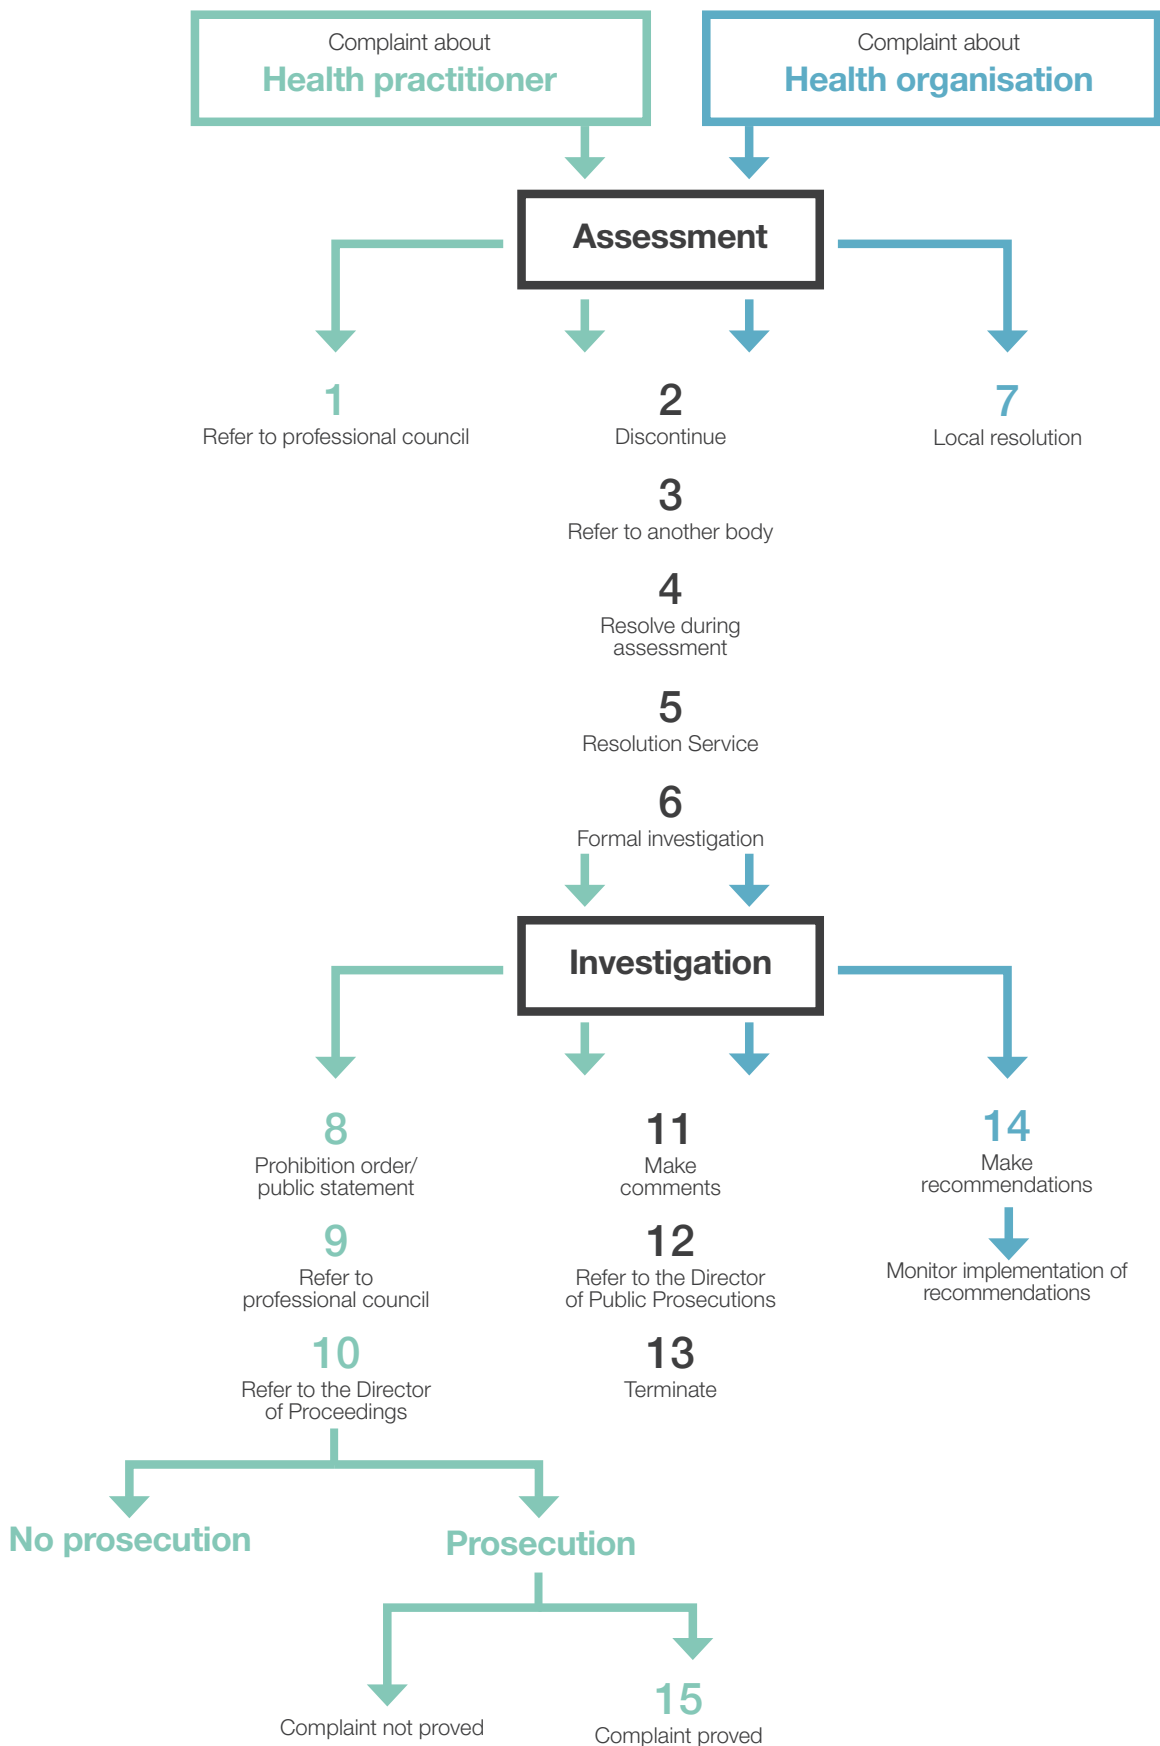 Complaint about
Health practitioner
Complaint about
Health organisation
Assessment
1
Refer to professional council
2
Discontinue
7
Local resolution
3
Refer to another body
4
Resolve during
assessment
5
Resolution Service
6
Formal investigation
Investigation
8
Prohibition order/
public statement
11
Make
comments
14
Make
recommendations
9
Refer to
professional council
12
Refer to the Director
of Public Prosecutions
Monitor implementation of
recommendations
10
Refer to the Director
of Proceedings
13
Terminate
No prosecution
Prosecution
Complaint not proved
15
Complaint proved